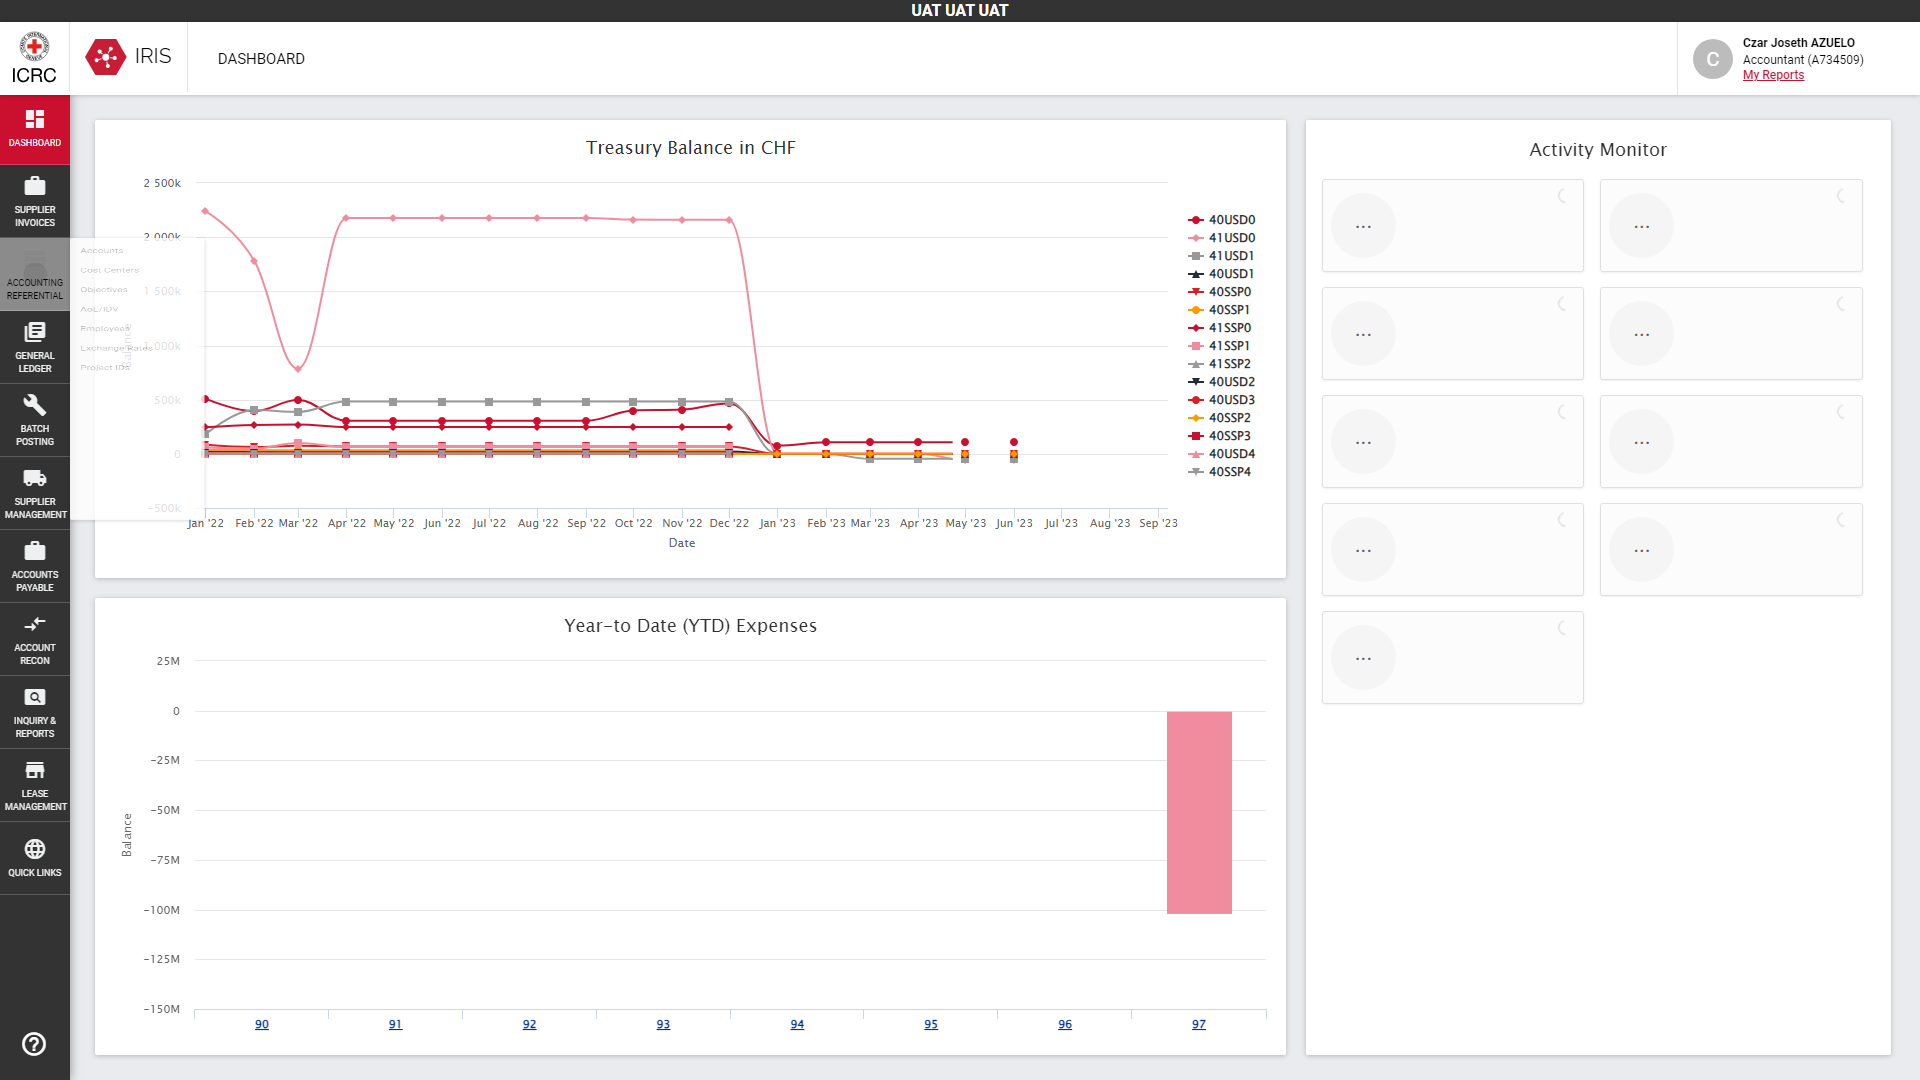 UAT UAT UAT
ICRC
IRIS
DASHBOARD
Czar Joseth AZUELO
Accountant (A734509)
My Reports
DASHBOARD
SUPPLIER
INVOICES
ACCOUNTING
REFERENTIAL
GENERAL
LEDGER
BATCH
POSTING
SUPPLIER
MANAGEMENT
ACCOUNTS
PAYABLE
ACCOUNT
RECON
INQUIRY &
REPORTS
LEASE
MANAGEMENT
QUICK LINKS
Accounts
Cost Centers
Objectives
AoL/IDV
Employees
Exchange Rates
Project IDs
Treasury Balance in CHF
2 500k
2 000k
1 500k
1 000k
500k
0
-500k
Balance
Jan '22 Feb '22 Mar '22 Apr '22 May '22 Jun '22 Jul '22 Aug '22 Sep '22 Oct '22 Nov '22 Dec '22 Jan '23 Feb '23 Mar '23 Apr '23 May '23 Jun '23 Jul '23 Aug '23 Sep '23
Date
40USD0
41USD0
41USD1
40USD1
40SSP0
40SSP1
41SSP0
41SSP1
41SSP2
40USD2
40USD3
40SSP2
40SSP3
40USD4
40SSP4
Year-to Date (YTD) Expenses
25M
0
-25M
-50M
-75M
-100M
-125M
-150M
Balance
90 91 92 93 94 95 96 97
Activity Monitor
... ...
... ...
... ...
... ...
...